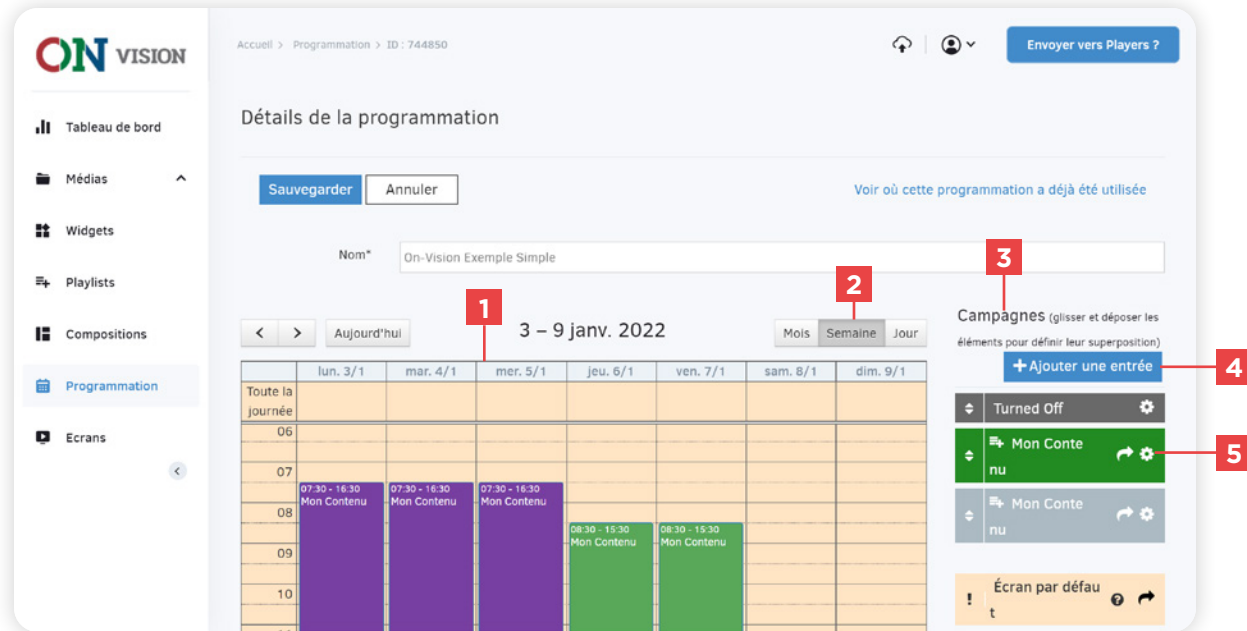 ON VISION
Accueil > Programmation > ID : 744850
Envoyer vers Players ?
Tableau de bord
Médias
Widgets
Playlists
Compositions
Programmation
Ecrans
Détails de la programmation
Sauvegarder
Annuler
Voir où cette programmation a déjà été utilisée
Nom*
On-Vision Exemple Simple
1
2
3
4
5
Aujourd'hui
3 – 9 janv. 2022
Mois
Semaine
Jour
lun. 3/1
mar. 4/1
mer. 5/1
jeu. 6/1
ven. 7/1
sam. 8/1
dim. 9/1
Toute la
journée
06
07
08
09
10
07:30 - 16:30
Mon Contenu
07:30 - 16:30
Mon Contenu
07:30 - 16:30
Mon Contenu
08:30 - 15:30
Mon Contenu
08:30 - 15:30
Mon Contenu
Campagnes (glisser et déposer les
éléments pour définir leur superposition)
+ Ajouter une entrée
Turned Off
Mon Conte
nu
Mon Conte
nu
! Écran par défau
t